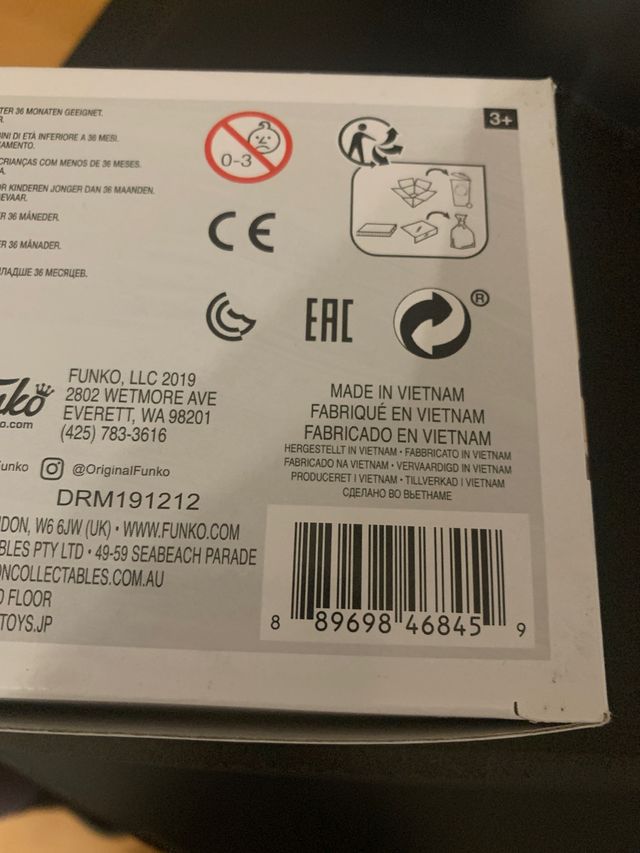 TER 36 MONATEN GEEIGNET.
R.
INI DI ETÀ INFERIORE A 36 MESI.
AMENTO.
CRIANÇAS COM MENOS DE 36 MESES.
A.
OR KINDEREN JONGER DAN 36 MAANDEN.
EVAAR.
R 36 MÅNEDER.
R 36 MÅNADER.
ЛАДШЕ 36 МЕСЯЦЕВ.
0-3
3+
CE
EAC
®
nko
o.com
FUNKO, LLC 2019
2802 WETMORE AVE
EVERETT, WA 98201
(425) 783-3616
unko @OriginalFunko
DRM191212
DON, W6 6JW (UK) • WWW.FUNKO.COM
BLES PTY LTD • 49-59 SEABEACH PARADE
ONCOLLECTABLES.COM.AU
D FLOOR
TOYS.JP
MADE IN VIETNAM
FABRIQUÉ EN VIETNAM
FABRICADO EN VIETNAM
HERGESTELLT IN VIETNAM • FABBRICATO IN VIETNAM
FABRICADO NA VIETNAM • VERVAARDIGD IN VIETNAM
PRODUCERET I VIETNAM • TILLVERKAD I VIETNAM
СДЕЛАНО ВО ВЬЕТНАМЕ
8 89698 46845 9